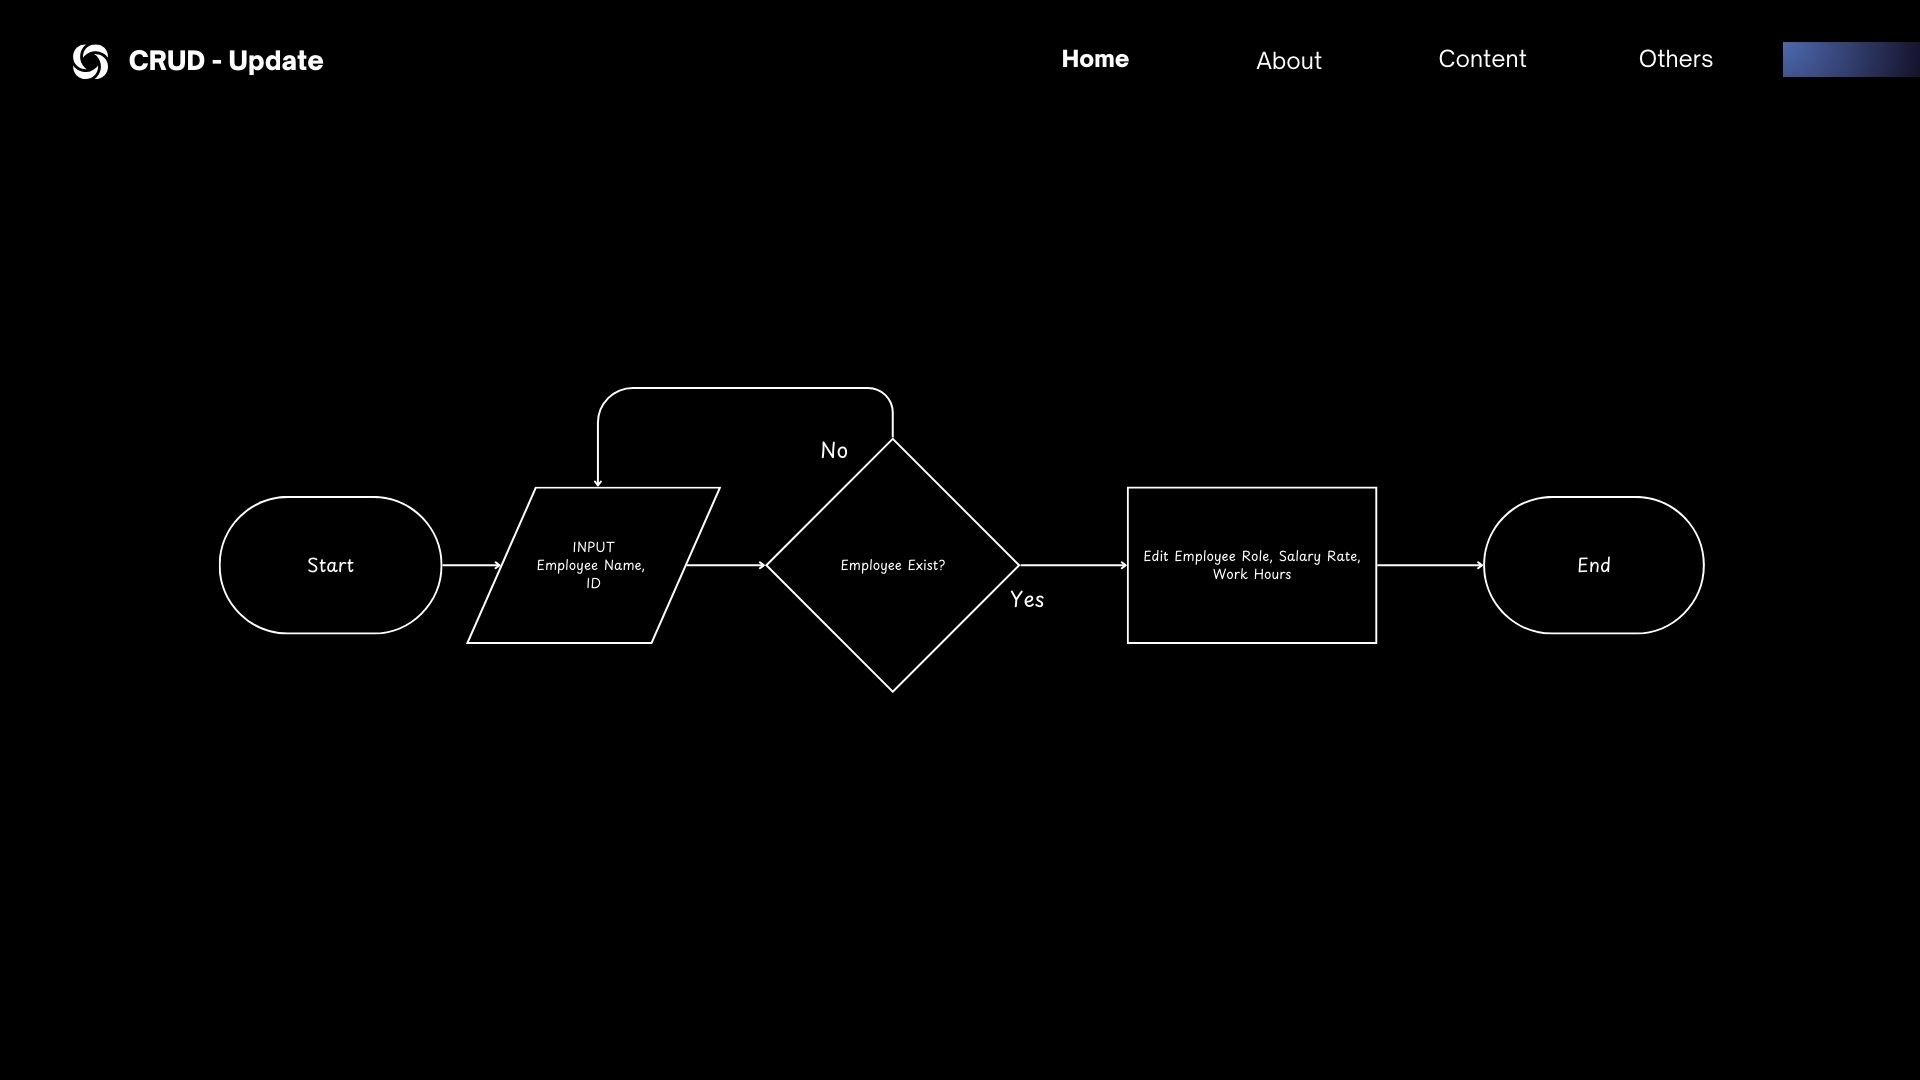 CRUD - Update
Home
About
Content
Others
No
Start
INPUT
Employee Name,
ID
Employee Exist?
Yes
Edit Employee Role, Salary Rate,
Work Hours
End